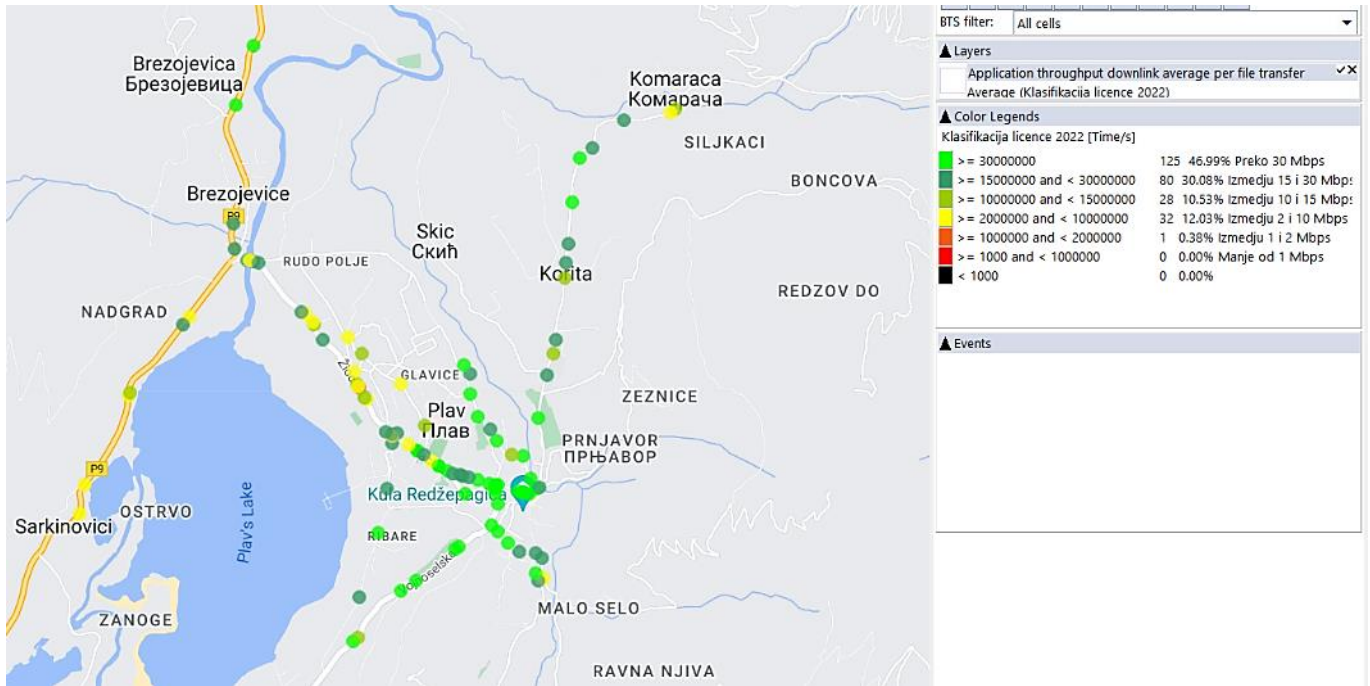 Brezojevica
Брезојевица
Komaraca
Комарача
SILJKACI
BONCOVA
Brezojevice
P9
Skic
Скић
RUDO POLJE
Korita
REDZOV DO
NADGRAD
GLAVICE
ZEZNICE
Plav
Плав
PRNJAVOR
ПРЊАВОР
P9
Kula Redžepagića
OSTRVO
Sarkinovici
Plav's Lake
RIBARE
MALO SELO
ZANOGE
RAVNA NJIVA
BTS filter: All cells
Layers
Application throughput downlink average per file transfer
Average (Klasifikacija licence 2022)
Color Legends
Klasifikacija licence 2022 [Time/s]
>= 30000000 125 46.99% Preko 30 Mbps
>= 15000000 and < 30000000 80 30.08% Izmedju 15 i 30 Mbps
>= 10000000 and < 15000000 28 10.53% Izmedju 10 i 15 Mbps
>= 2000000 and < 10000000 32 12.03% Izmedju 2 i 10 Mbps
>= 1000000 and < 2000000 1 0.38% Izmedju 1 i 2 Mbps
>= 1000 and < 1000000 0 0.00% Manje od 1 Mbps
< 1000 0 0.00%
Events